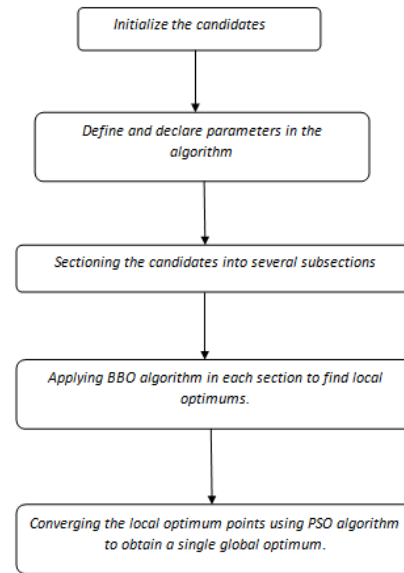 Initialize the candidates
Define and declare parameters in the
algorithm
Sectioning the candidates into several subsections
Applying BBO algorithm in each section to find local
optimums.
Converging the local optimum points using PSO algorithm
to obtain a single global optimum.